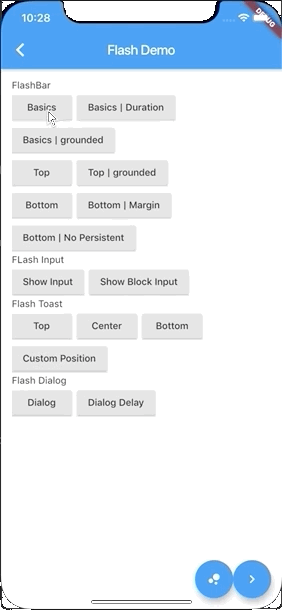 10:28
DEBUG
Flash Demo
FlashBar
Basics
Basics | Duration
Basics | grounded
Top
Top | grounded
Bottom
Bottom | Margin
Bottom | No Persistent
FLash Input
Show Input
Show Block Input
Flash Toast
Top
Center
Bottom
Custom Position
Flash Dialog
Dialog
Dialog Delay